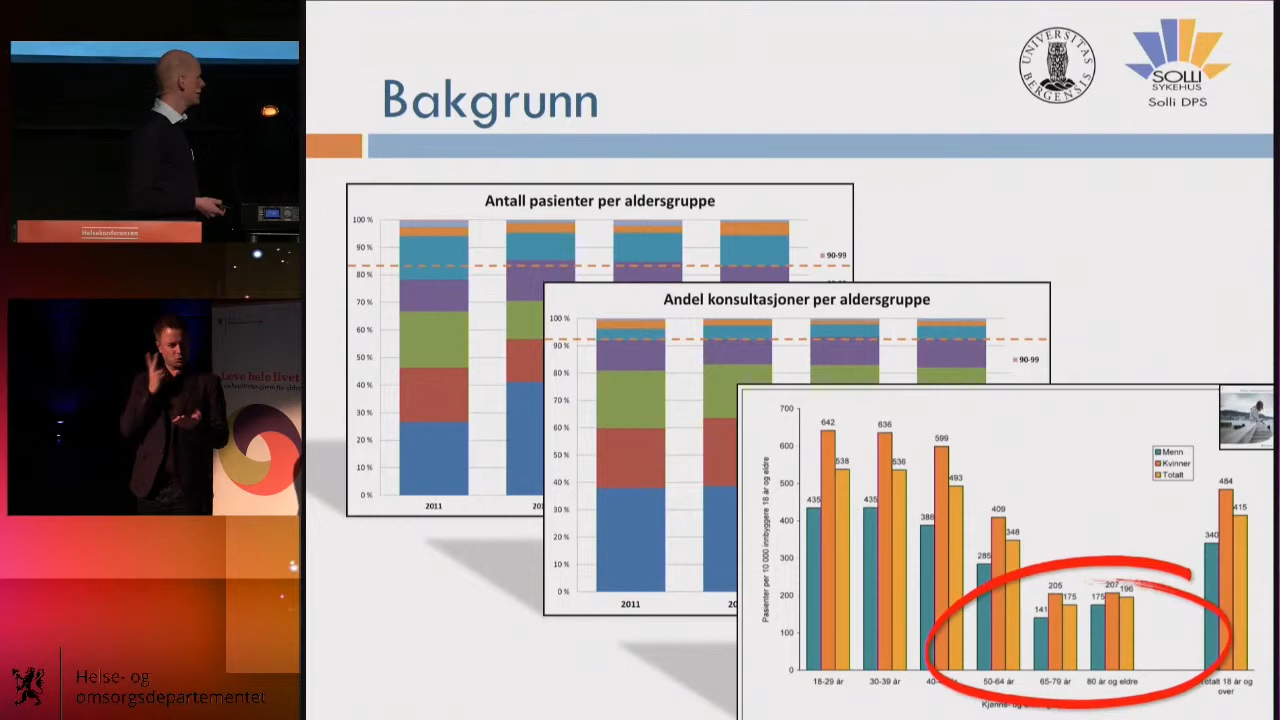 Helsekonferansen
Leve hele livet
Helse- og
omsorgsdepartementet
Bakgrunn
UNIVERSITAS
BERGENSIS
SOLLI
SYKEHUS
Solli DPS
Antall pasienter per aldersgruppe
100 %
90 %
80 %
70 %
60 %
50 %
40 %
30 %
20 %
10 %
0 %
2011
90-99
Andel konsultasjoner per aldersgruppe
100 %
90 %
80 %
70 %
60 %
50 %
40 %
30 %
20 %
10 %
0 %
2011
90-99
Pasienter per 10 000 innbyggere 18 år og eldre
700
600
500
400
300
200
100
0
Menn
Kvinner
Totalt
435 642 538
435 636 536
388 599 493
285 409 348
141 205 175
175 207 196
340 484 415
18-29 år
30-39 år
50-64 år
65-79 år
80 år og eldre
Totalt 18 år og
over